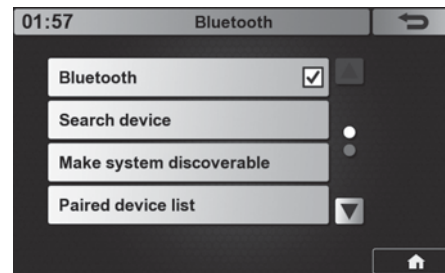 01:57 Bluetooth
Bluetooth
Search device
Make system discoverable
Paired device list